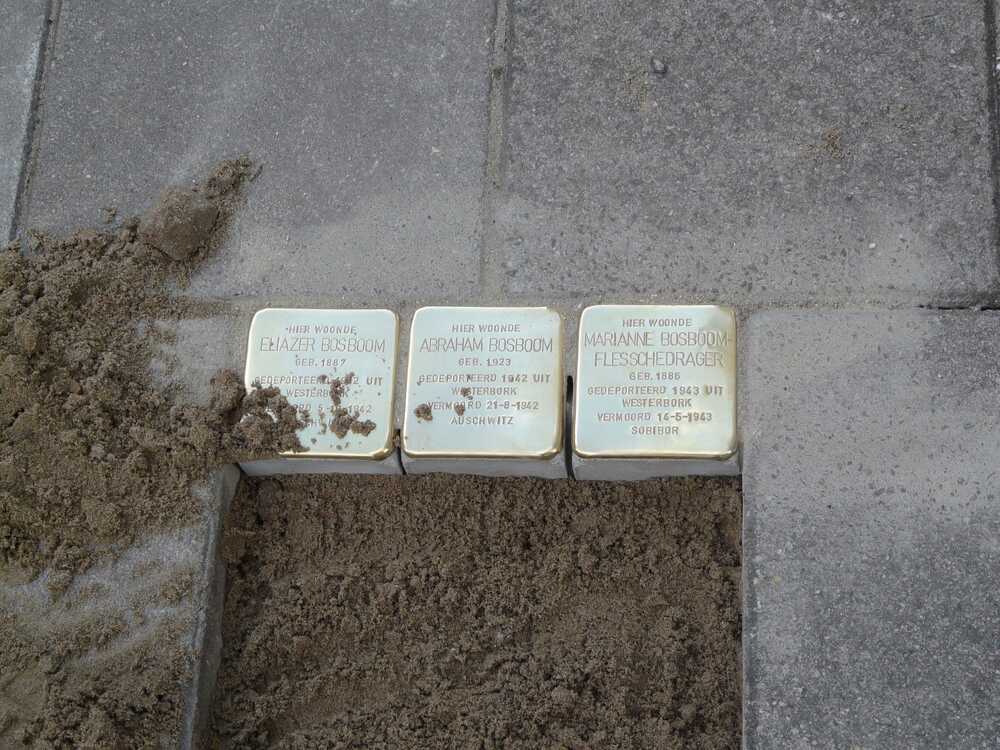 HIER WOONDE
ELIAZER BOSBOOM
GEB. 1887
GEDEPORTEERD UIT
WESTERBORK
HIER WOONDE
ABRAHAM BOSBOOM
GEB. 1923
GEDEPORTEERD 1942 UIT
WESTERBORK
VERMOORD 21-8-1942
AUSCHWITZ
HIER WOONDE
MARIANNE BOSBOOM-
FLESSCHEDRAGER
GEB. 1886
GEDEPORTEERD 1943 UIT
WESTERBORK
VERMOORD 14-5-1943
SOBIBOR